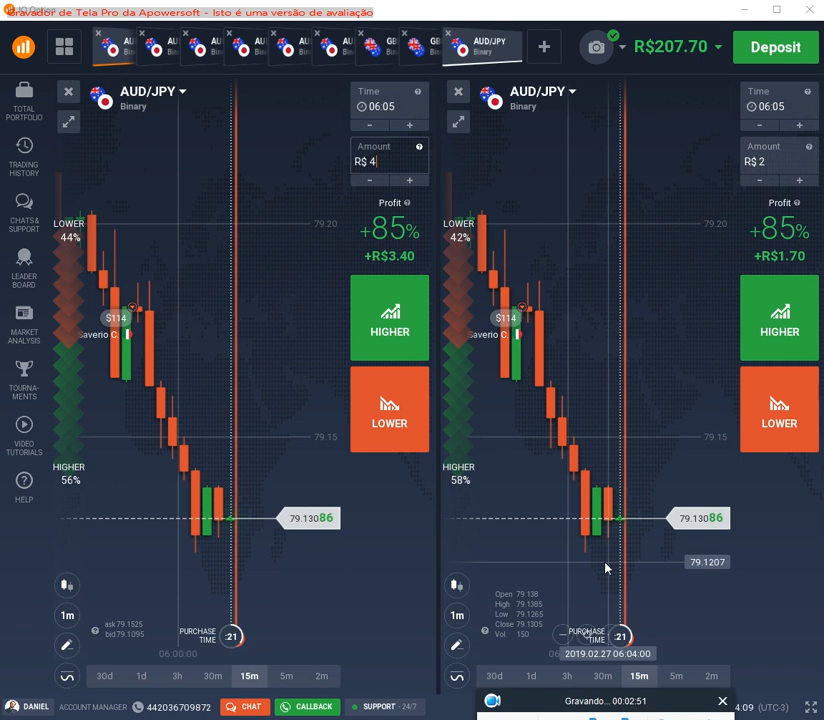 Gravador de Tela Pro da Apowersoft - Isto é uma versão de avaliação
AUD/JPY
Binary
R$207.70
Deposit
TOTAL
PORTFOLIO
TRADING
HISTORY
CHATS &
SUPPORT
LEADER
BOARD
MARKET
ANALYSIS
TOURNA-
MENTS
VIDEO
TUTORIALS
HELP
AUD/JPY
Binary
Time
06:05
Amount
R$ 4
Profit
+85%
+R$3.40
HIGHER
LOWER
LOWER
44%
79.20
$114
Saverio C.
79.15
HIGHER
56%
79.13086
1m
ask 79.1525
bid 79.1095
PURCHASE
TIME
:21
06:00:00
30d
1d
3h
30m
15m
5m
2m
AUD/JPY
Binary
Time
06:05
Amount
R$ 2
Profit
+85%
+R$1.70
HIGHER
LOWER
LOWER
42%
79.20
$114
Saverio C.
79.15
HIGHER
58%
79.13086
79.1207
1m
Open 79.138
High 79.1385
Low 79.1265
Close 79.1305
Vol. 150
PURCHASE
TIME
:21
2019.02.27 06:04:00
30d
1d
3h
30m
15m
5m
2m
DANIEL
ACCOUNT MANAGER
442036709872
CHAT
CALLBACK
SUPPORT - 24/7
Gravando... 00:02:51
4:09 (UTC-3)